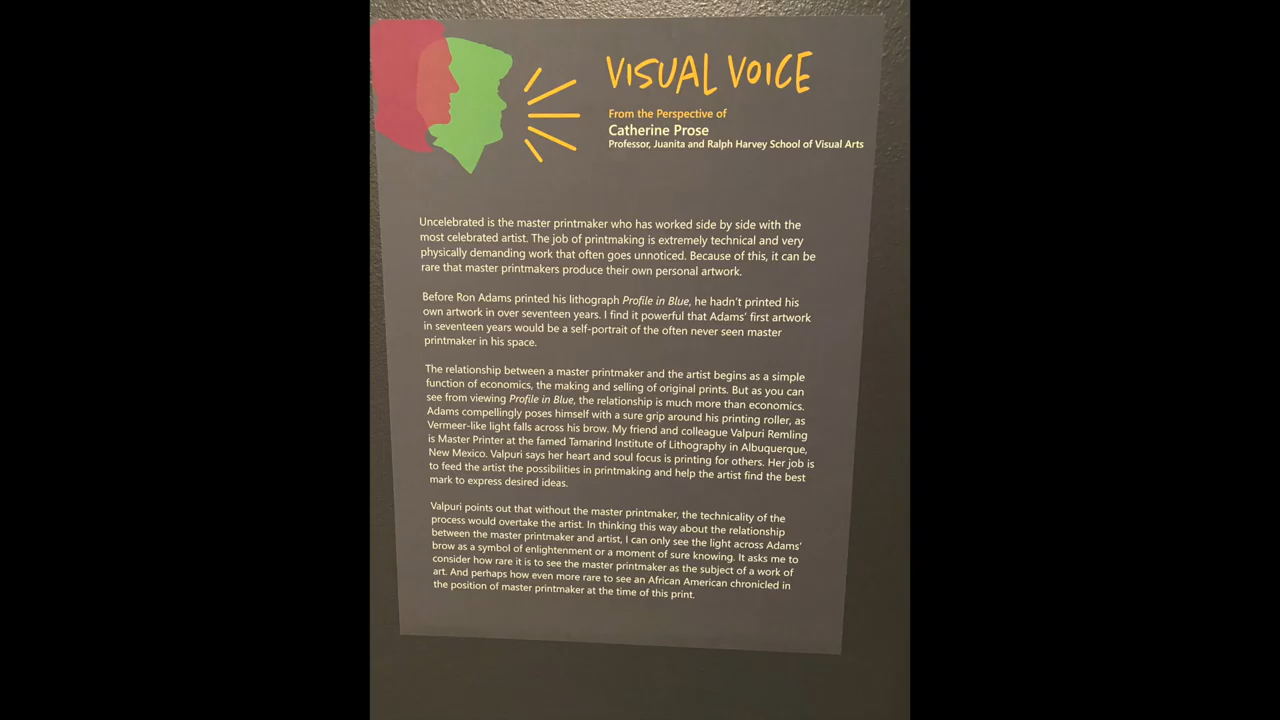 VISUAL VOICE
From the Perspective of
Catherine Prose
Professor, Juanita and Ralph Harvey School of Visual Arts
Uncelebrated is the master printmaker who has worked side by side with the
most celebrated artist. The job of printmaking is extremely technical and very
physically demanding work that often goes unnoticed. Because of this, it can be
rare that master printmakers produce their own personal artwork.
Before Ron Adams printed his lithograph Profile in Blue, he hadn't printed his
own artwork in over seventeen years. I find it powerful that Adams' first artwork
in seventeen years would be a self-portrait of the often never seen master
printmaker in his space.
The relationship between a master printmaker and the artist begins as a simple
function of economics, the making and selling of original prints. But as you can
see from viewing Profile in Blue, the relationship is much more than economics.
Adams compellingly poses himself with a sure grip around his printing roller, as
Vermeer-like light falls across his brow. My friend and colleague Valpuri Remling
is Master Printer at the famed Tamarind Institute of Lithography in Albuquerque,
New Mexico. Valpuri says her heart and soul focus is printing for others. Her job is
to feed the artist the possibilities in printmaking and help the artist find the best
mark to express desired ideas.
Valpuri points out that without the master printmaker, the technicality of the
process would overtake the artist. In thinking this way about the relationship
between the master printmaker and artist, I can only see the light across Adams'
brow as a symbol of enlightenment or a moment of sure knowing. It asks me to
consider how rare it is to see the master printmaker as the subject of a work of
art. And perhaps how even more rare to see an African American chronicled in
the position of master printmaker at the time of this print.